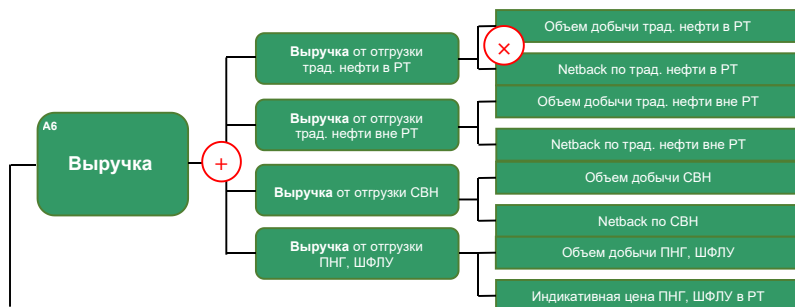 A6
Выручка
+
Выручка от отгрузки
трад. нефти в РТ
×
Объем добычи трад. нефти в РТ
Netback по трад. нефти в РТ
Выручка от отгрузки
трад. нефти вне РТ
Объем добычи трад. нефти вне РТ
Netback по трад. нефти вне РТ
Выручка от отгрузки СВН
Объем добычи СВН
Netback по СВН
Выручка от отгрузки
ПНГ, ШФЛУ
Объем добычи ПНГ, ШФЛУ
Индикативная цена ПНГ, ШФЛУ в РТ